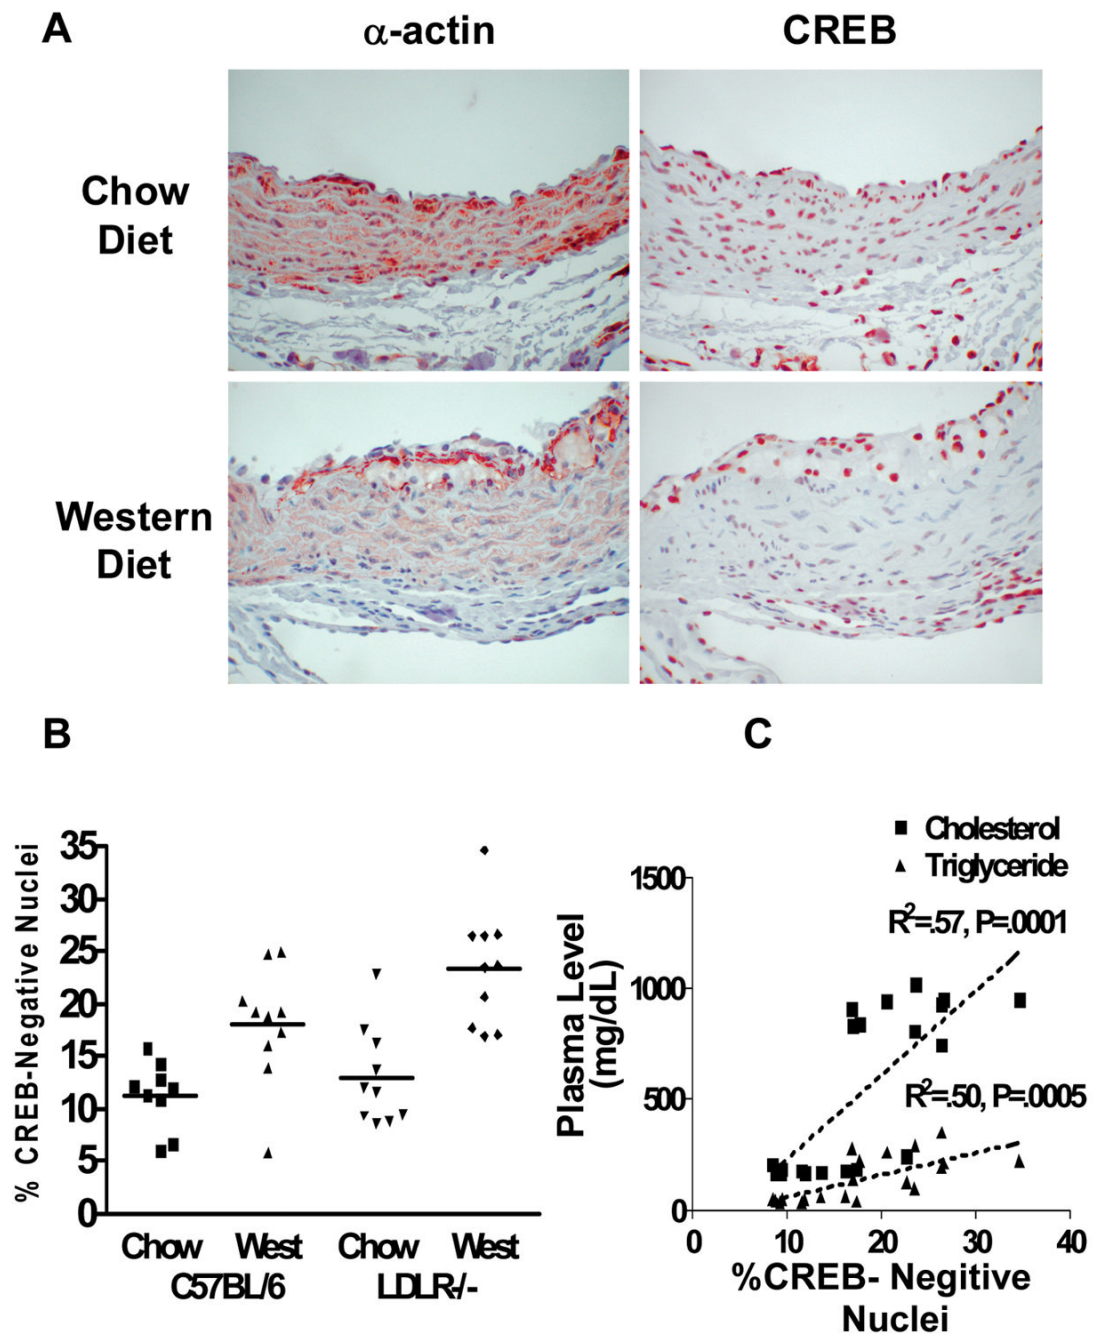 A
α-actin
CREB
Chow
Diet
Western
Diet
B
% CREB-Negative Nuclei
35
30
25
20
15
10
5
0
Chow West Chow West
C57BL/6 LDLR-/-
C
Cholesterol
Triglyceride
Plasma Level
(mg/dL)
1500
1000
500
0
R²=.57, P=.0001
R²=.50, P=.0005
0 10 20 30 40
%CREB- Negitive
Nuclei